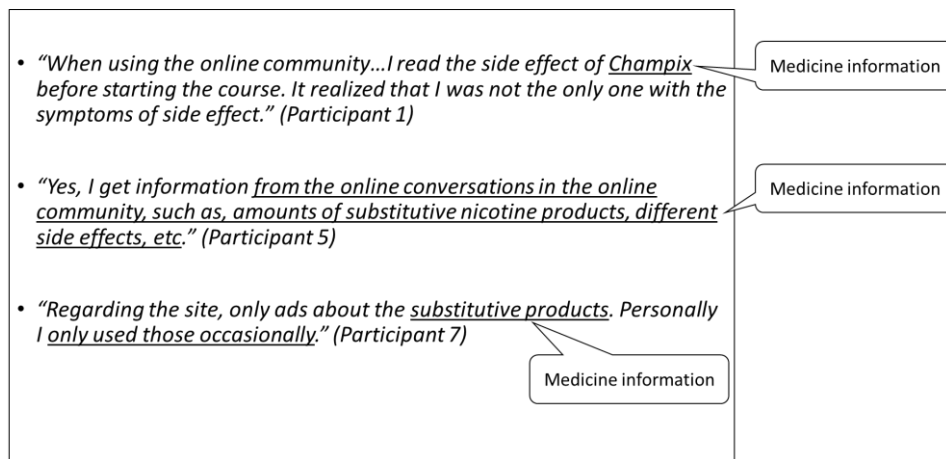 • “When using the online community...I read the side effect of Champix
before starting the course. It realized that I was not the only one with the
symptoms of side effect.” (Participant 1)
Medicine information
• “Yes, I get information from the online conversations in the online
community, such as, amounts of substitutive nicotine products, different
side effects, etc.” (Participant 5)
Medicine information
• “Regarding the site, only ads about the substitutive products. Personally
I only used those occasionally.” (Participant 7)
Medicine information